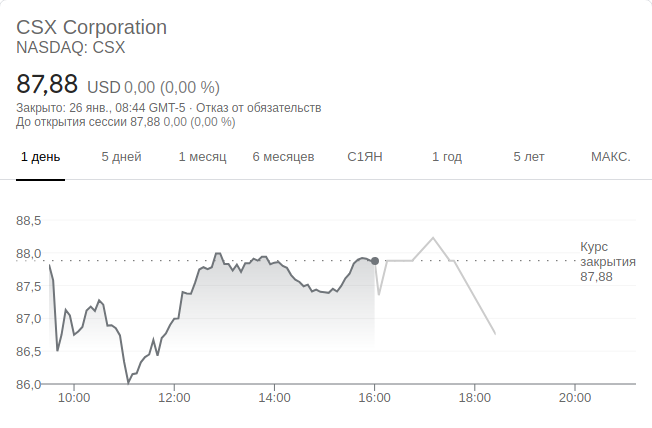 CSX Corporation
NASDAQ: CSX
87,88 USD 0,00 (0,00 %)
Закрыто: 26 янв., 08:44 GMT-5 · Отказ от обязательств
До открытия сессии 87,88 0,00 (0,00 %)
1 день 5 дней 1 месяц 6 месяцев С1ЯН 1 год 5 лет МАКС.
88,5
88,0
87,5
87,0
86,5
86,0
Курс
закрытия
87,88
10:00 12:00 14:00 16:00 18:00 20:00